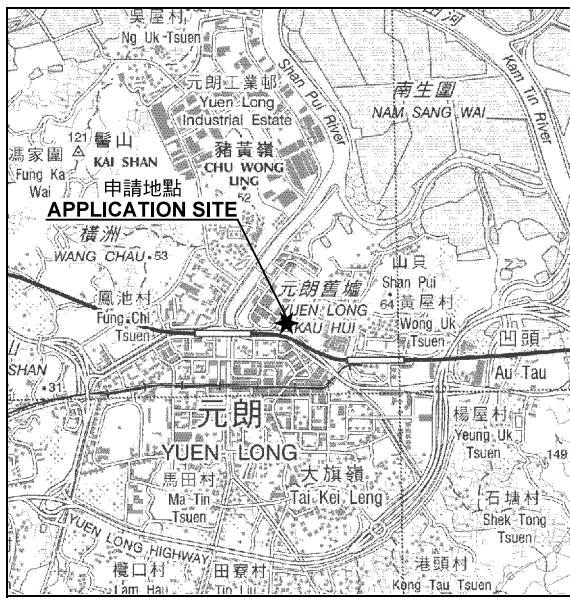 吳屋村
Ng Uk Tsuen
元朗工業邨
Yuen Long
Industrial Estate
Shan Pui River
南生圍
NAM SANG WAI
Kam Tin River
121
髻山
KAI SHAN
馮家圍
Fung Ka
Wai
豬黃嶺
CHU WONG
LING
52
申請地點
APPLICATION SITE
橫洲
WANG CHAU
53
元朗舊墟
YUEN LONG
KAU HUI
山貝
Shan Pui
64
黃屋村
Wong Uk
Tsuen
鳳池村
Fung Chi
Tsuen
凹頭
Au Tau
SHAN
31
元朗
YUEN LONG
楊屋村
Yeung Uk
Tsuen
149
馬田村
Ma Tin
Tsuen
大旗嶺
Tai Kei Leng
石塘村
Shek Tong
Tsuen
YUEN LONG HIGHWAY
欖口村
Lam Hau
田寮村
Tin Liu
港頭村
Kong Tau Tsuen